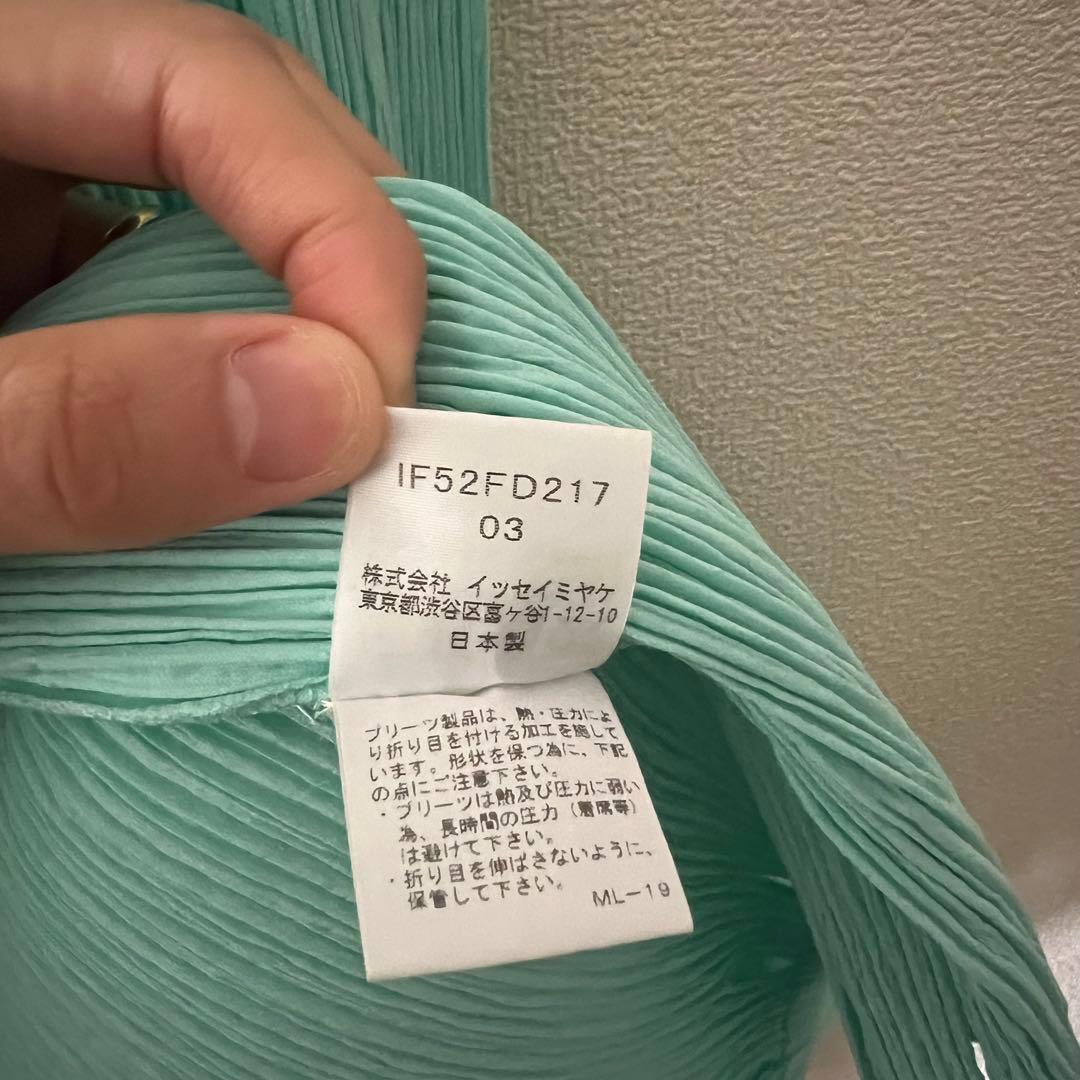 IF52FD217
03
株式会社 イッセイミヤケ
東京都渋谷区富ヶ谷1-12-10
日本製
プリーツ製品は、熱・圧力によ
り折り目を付ける加工を施して
います。形状を保つ為に、下記
の点にご注意下さい。
・プリーツは熱及び圧力に弱い
為、長時間の圧力（着席等）
は避けて下さい。
・折り目を伸ばさないように、
保管して下さい。
ML-19